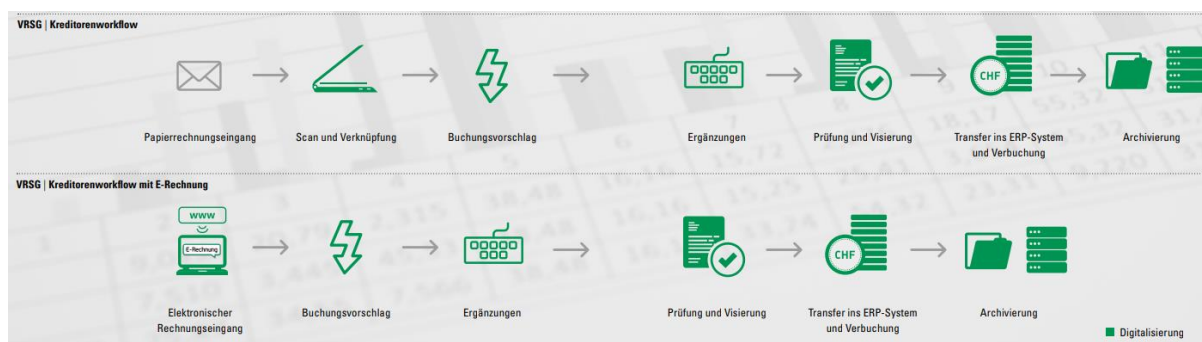 VRSG | Kreditorenworkflow
CHF
Papierrechnungseingang
Scan und Verknüpfung
Buchungsvorschlag
Ergänzungen
Prüfung und Visierung
Transfer ins ERP-System
und Verbuchung
Archivierung
VRSG | Kreditorenworkflow mit E-Rechnung
www
E-Rechnung
CHF
Elektronischer
Rechnungseingang
Buchungsvorschlag
Ergänzungen
Prüfung und Visierung
Transfer ins ERP-System
und Verbuchung
Archivierung
Digitalisierung